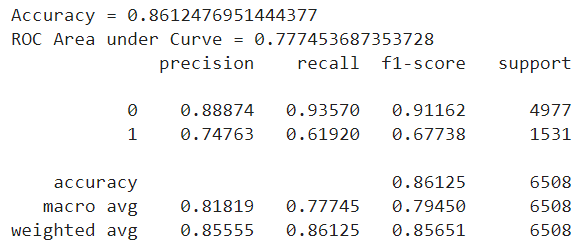 Accuracy = 0.8612476951444377
ROC Area under Curve = 0.777453687353728
precision recall f1-score support
0 0.88874 0.93570 0.91162 4977
1 0.74763 0.61920 0.67738 1531
accuracy 0.86125 6508
macro avg 0.81819 0.77745 0.79450 6508
weighted avg 0.85555 0.86125 0.85651 6508